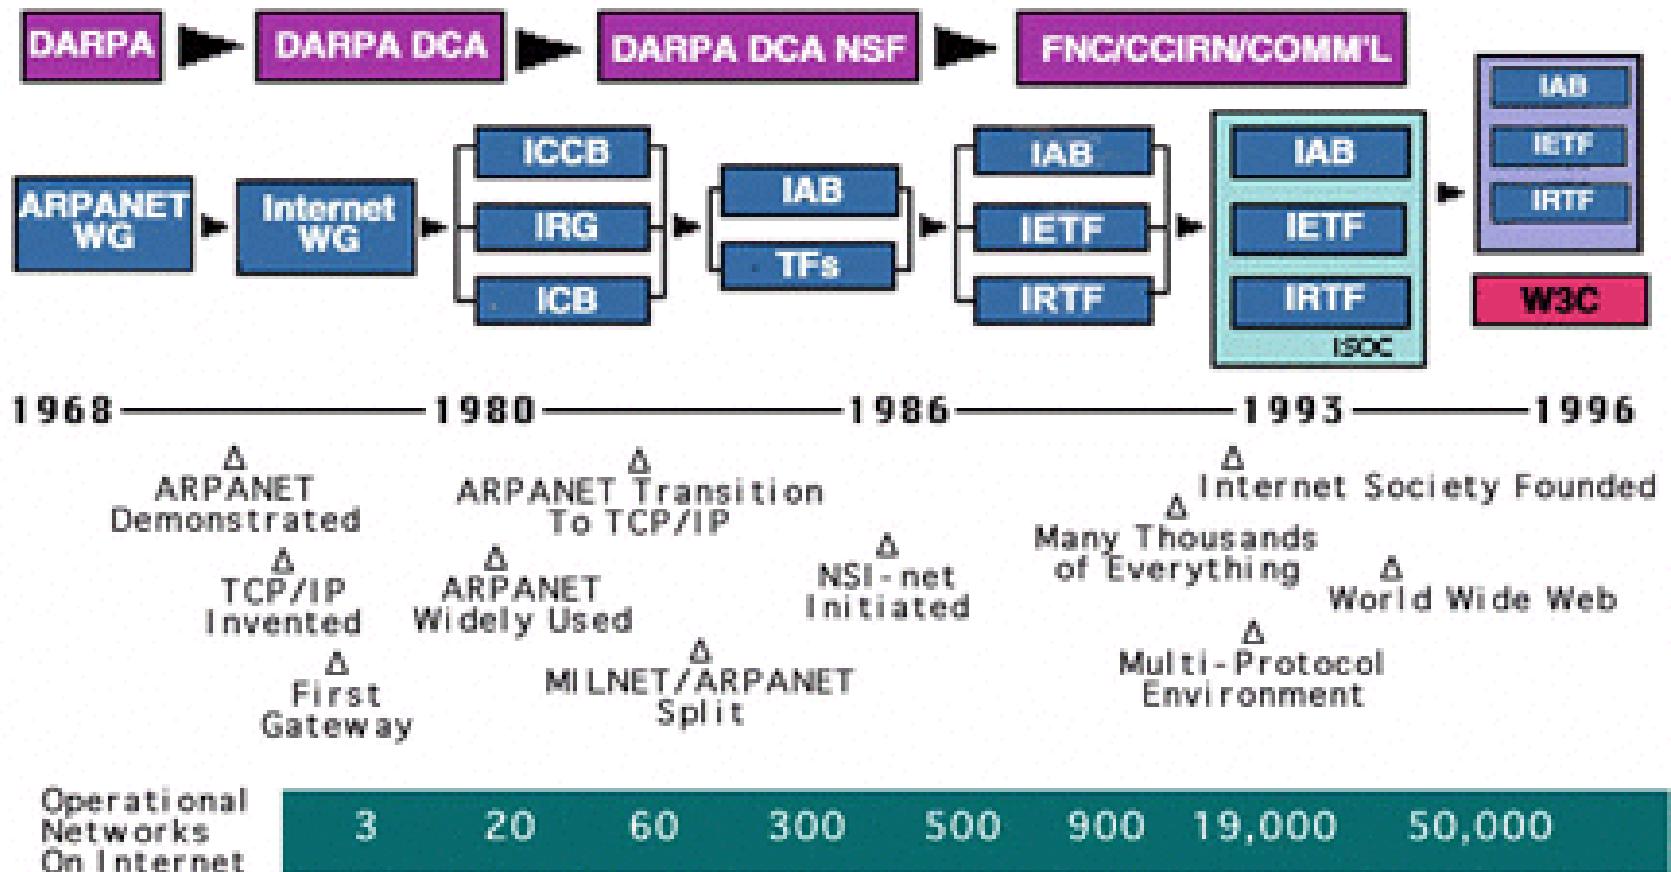 DARPA
DARPA DCA
DARPA DCA NSF
FNC/CCIRN/COMM'L
ARPANET
WG
Internet
WG
ICCB
IRG
ICB
IAB
TFs
IAB
IETF
IRTF
IAB
IETF
IRTF
ISOC
IAB
IETF
IRTF
W3C
1968
1980
1986
1993
1996
Δ
ARPANET
Demonstrated
Δ
ARPANET Transition
To TCP/IP
Δ
Internet Society Founded
Δ
TCP/IP
Invented
Δ
ARPANET
Widely Used
Δ
NSI-net
Initiated
Δ
Many Thousands
of Everything
Δ
World Wide Web
Δ
First
Gateway
Δ
MILNET/ARPANET
Split
Δ
Multi-Protocol
Environment
Operational
Networks
On Internet
3 20 60 300 500 900 19,000 50,000